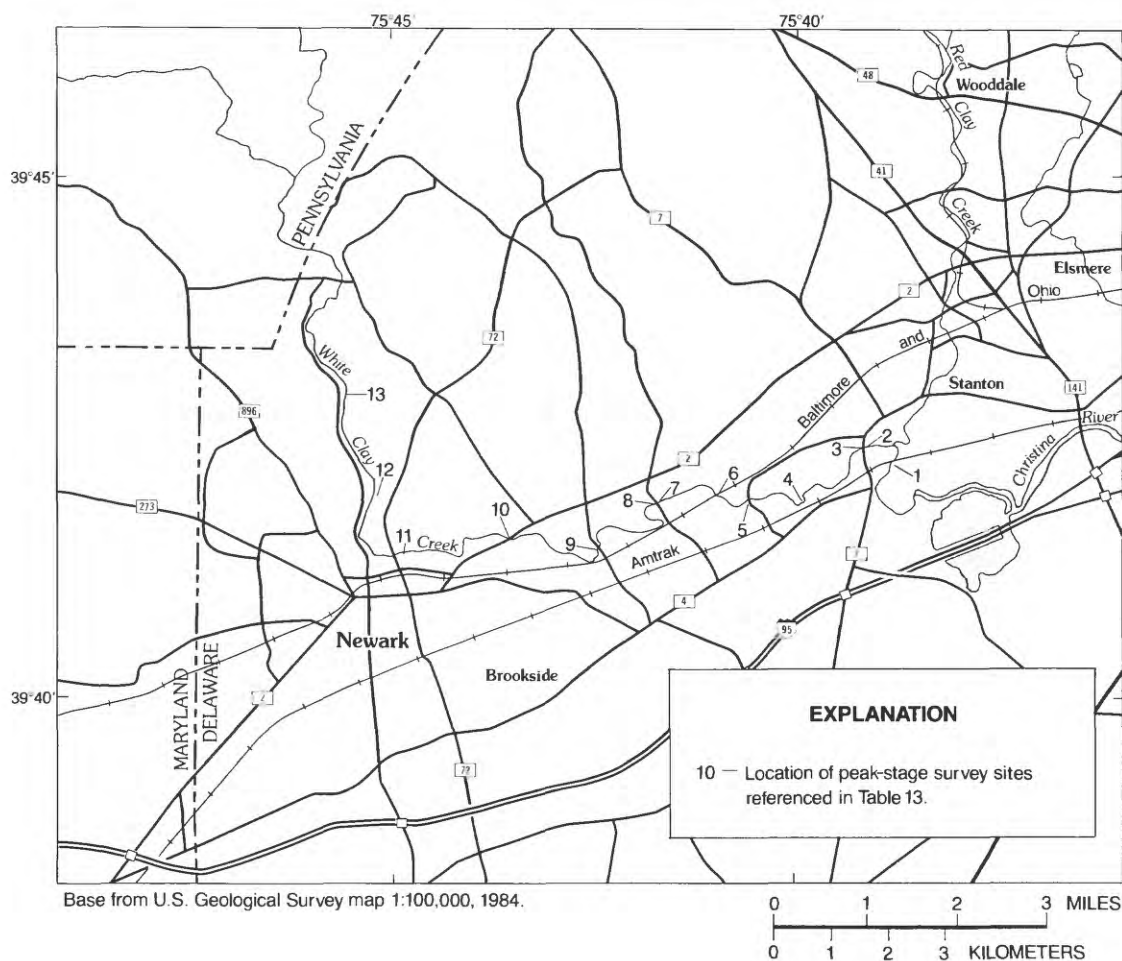 75°45'
75°40'
Red
48
Wooddale
Clay
39°45'
PENNSYLVANIA
41
7
Creek
Elsmere
2
Ohio
72
and
White
Baltimore
Stanton
13
141
896
River
Christina
3
2
2
Clay
12
6
4
1
8
7
273
10
5
11
Creek
9
Amtrak
7
4
Newark
95
Brookside
39°40'
MARYLAND
DELAWARE
2
72
EXPLANATION
10 — Location of peak-stage survey sites
referenced in Table 13.
Base from U.S. Geological Survey map 1:100,000, 1984.
0 1 2 3 MILES
0 1 2 3 KILOMETERS